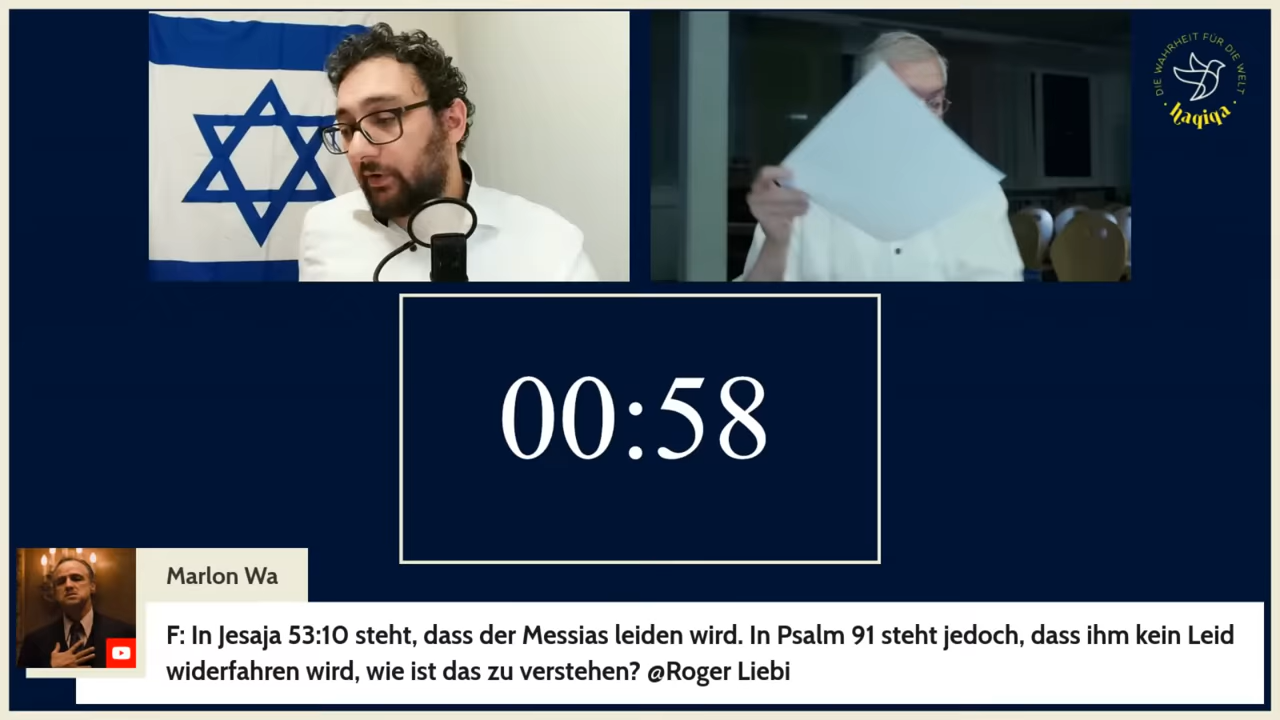 DIE WAHRHEIT FÜR DIE WELT
haqiqa
00:58
Marlon Wa
F: In Jesaja 53:10 steht, dass der Messias leiden wird. In Psalm 91 steht jedoch, dass ihm kein Leid
widerfahren wird, wie ist das zu verstehen? @Roger Liebi